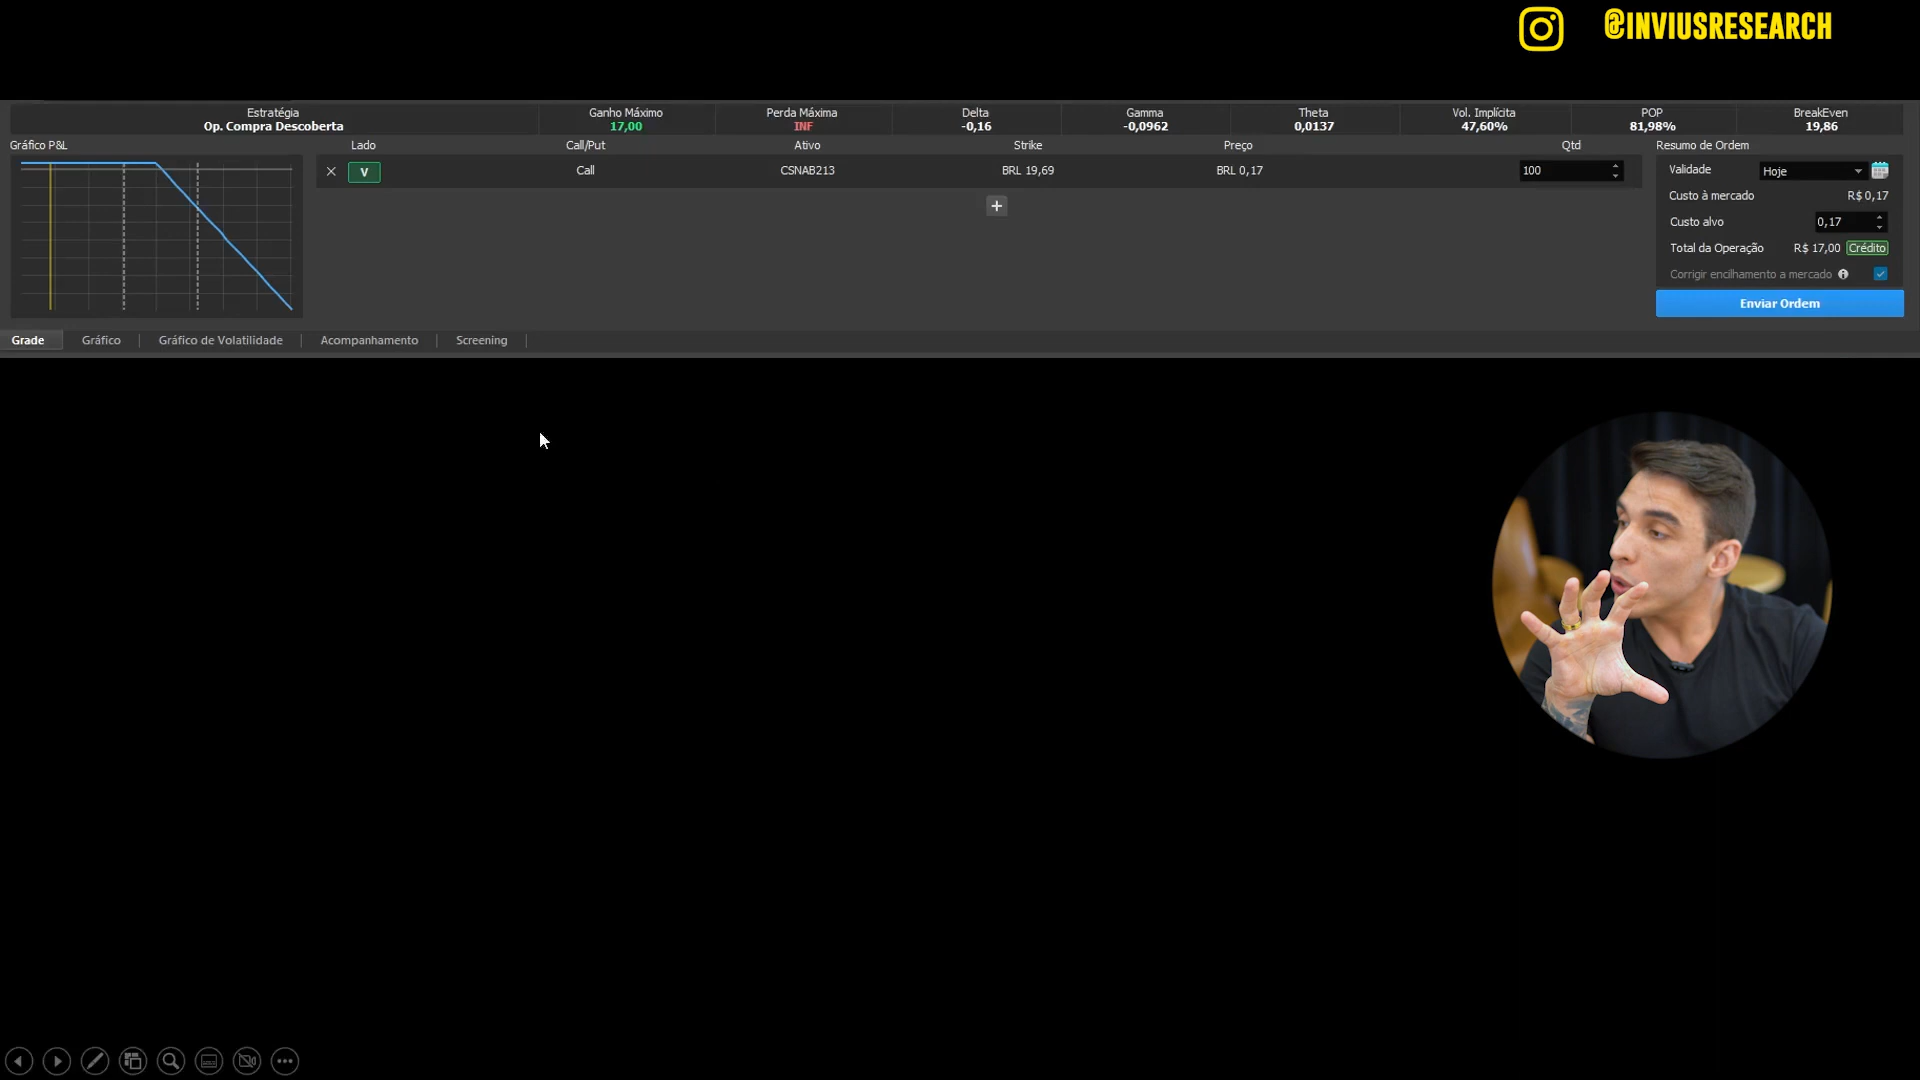 @INVIUSRESEARCH
Estratégia Ganho Máximo Perda Máxima Delta Gamma Theta Vol. Implícita POP BreakEven
Op. Compra Descoberta 17,00 INF -0,16 -0,0962 0,0137 47,60% 81,98% 19,86
Gráfico P&L Lado Call/Put Ativo Strike Preço Qtd Resumo de Ordem
V Call CSNAB213 BRL 19,69 BRL 0,17 100 Validade Hoje
Custo à mercado R$ 0,17
Custo alvo 0,17
Total da Operação R$ 17,00 Crédito
Corrigir encilhamento a mercado
Enviar Ordem
Grade Gráfico Gráfico de Volatilidade Acompanhamento Screening